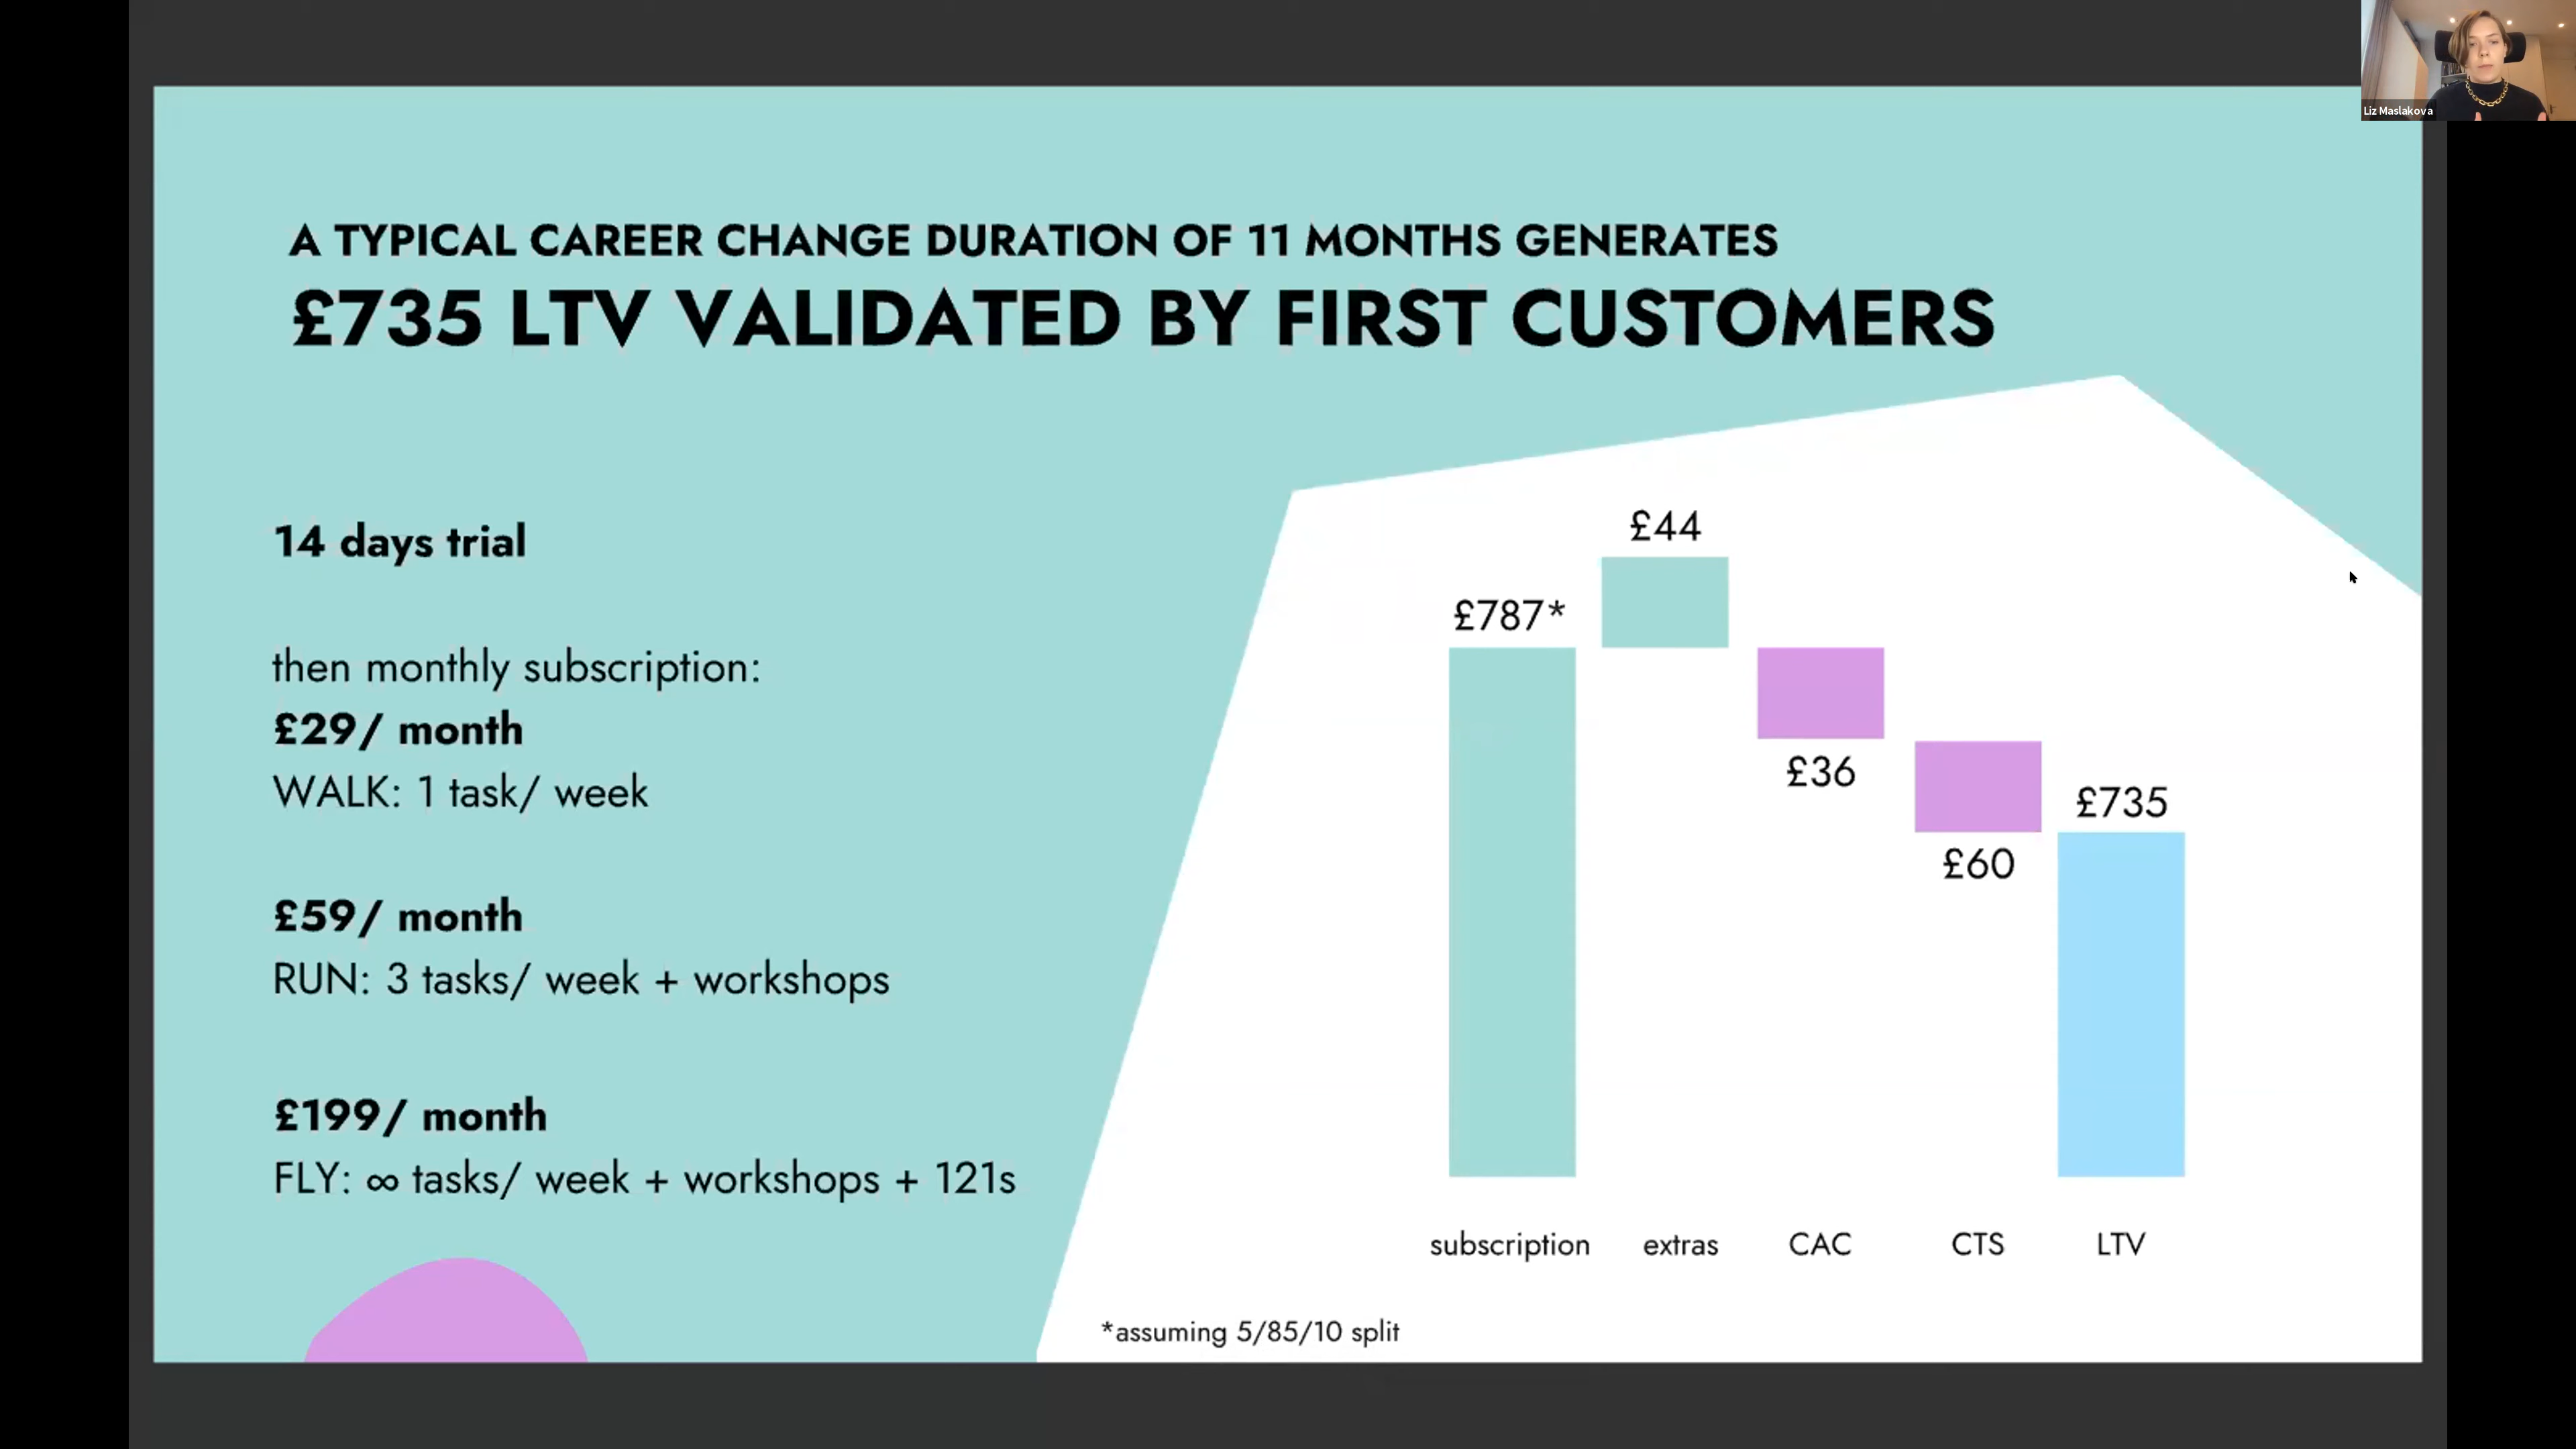 Liz Maslakova
A TYPICAL CAREER CHANGE DURATION OF 11 MONTHS GENERATES
£735 LTV VALIDATED BY FIRST CUSTOMERS
14 days trial
then monthly subscription:
£29/ month
WALK: 1 task/ week
£59/ month
RUN: 3 tasks/ week + workshops
£199/ month
FLY: ∞ tasks/ week + workshops + 121s
£787*
£44
£36
£60
£735
subscription extras CAC CTS LTV
*assuming 5/85/10 split